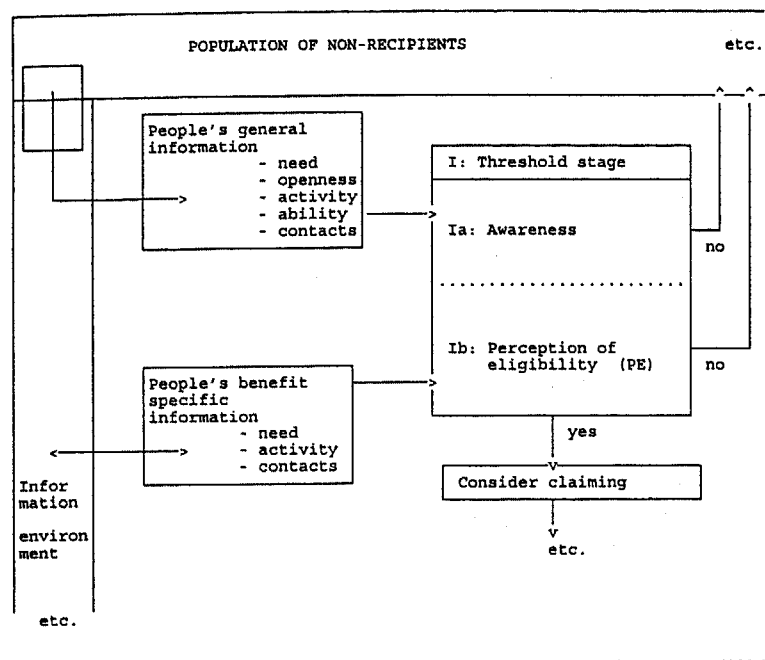 POPULATION OF NON-RECIPIENTS
etc.
People's general
information
- need
- openness
- activity
- ability
- contacts
I: Threshold stage
Ia: Awareness
no
Ib: Perception of
eligibility (PE)
no
People's benefit
specific
information
- need
- activity
- contacts
yes
Consider claiming
etc.
Infor
mation
environ
ment
etc.